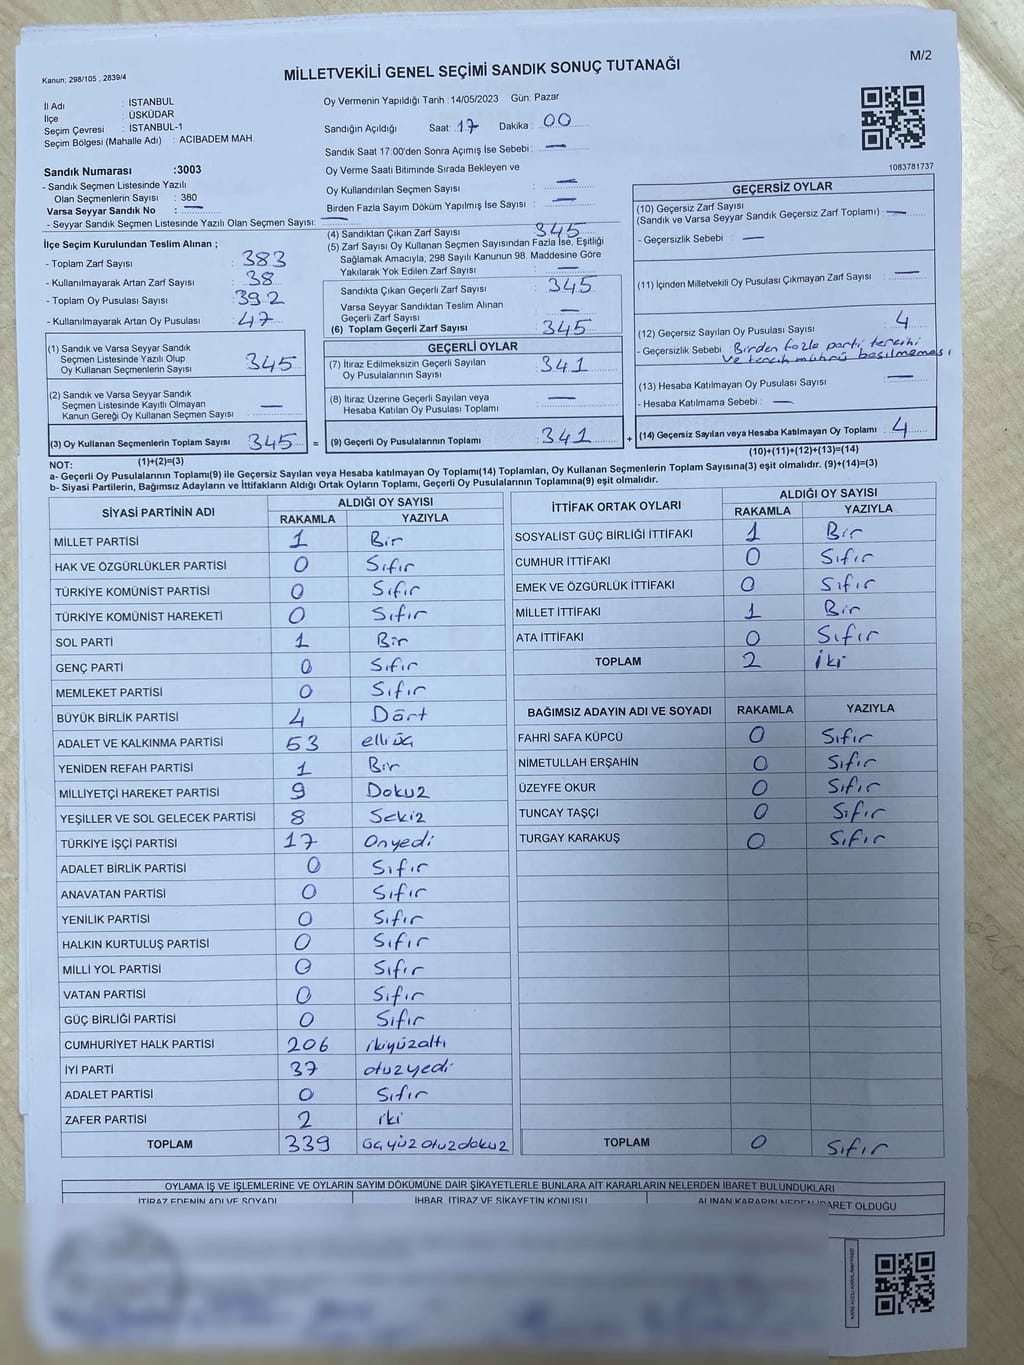 M/2
Kanun; 298/105 , 2839/4
MİLLETVEKİLİ GENEL SEÇİMİ SANDIK SONUÇ TUTANAĞI
İl Adı : İSTANBUL
İlçe : ÜSKÜDAR
Seçim Çevresi : İSTANBUL-1
Seçim Bölgesi (Mahalle Adı) : ACIBADEM MAH.
Oy Vermenin Yapıldığı Tarih : 14/05/2023 Gün: Pazar
Sandığın Açıldığı Saat: 17 Dakika : 00
Sandık Saat 17:00'den Sonra Açımış İse Sebebi : —
1083781737
Sandık Numarası :3003
- Sandık Seçmen Listesinde Yazılı
Olan Seçmenlerin Sayısı : 380
Varsa Seyyar Sandık No : —
- Seyyar Sandık Seçmen Listesinde Yazılı Olan Seçmen Sayısı: —
Oy Verme Saati Bitiminde Sırada Bekleyen ve
Oy Kullandırılan Seçmen Sayısı : —
Birden Fazla Sayım Döküm Yapılmış İse Sayısı : —
İlçe Seçim Kurulundan Teslim Alınan ;
- Toplam Zarf Sayısı : 383
- Kullanılmayarak Artan Zarf Sayısı : 38
- Toplam Oy Pusulası Sayısı : 392
- Kullanılmayarak Artan Oy Pusulası : 47
(1) Sandık ve Varsa Seyyar Sandık
Seçmen Listesinde Yazılı Olup
Oy Kullanan Seçmenlerin Sayısı : 345
(2) Sandık ve Varsa Seyyar Sandık
Seçmen Listesinde Kayıtlı Olmayan
Kanun Gereği Oy Kullanan Seçmen Sayısı : —
(3) Oy Kullanan Seçmenlerin Toplam Sayısı 345 =
(1)+(2)=(3)
(4) Sandıktan Çıkan Zarf Sayısı : 345
(5) Zarf Sayısı Oy Kullanan Seçmen Sayısından Fazla İse, Eşitliği
Sağlamak Amacıyla, 298 Sayılı Kanunun 98. Maddesine Göre
Yakılarak Yok Edilen Zarf Sayısı : —
Sandıkta Çıkan Geçerli Zarf Sayısı : 345
Varsa Seyyar Sandıktan Teslim Alınan
Geçerli Zarf Sayısı : —
(6) Toplam Geçerli Zarf Sayısı : 345
GEÇERLİ OYLAR
(7) İtiraz Edilmeksizin Geçerli Sayılan
Oy Pusulalarının Sayısı : 341
(8) İtiraz Üzerine Geçerli Sayılan veya
Hesaba Katılan Oy Pusulası Toplamı : —
(9) Geçerli Oy Pusulalarının Toplamı : 341 +
GEÇERSİZ OYLAR
(10) Geçersiz Zarf Sayısı
(Sandık ve Varsa Seyyar Sandık Geçersiz Zarf Toplamı) : —
- Geçersizlik Sebebi : —
(11) İçinden Milletvekili Oy Pusulası Çıkmayan Zarf Sayısı : —
(12) Geçersiz Sayılan Oy Pusulası Sayısı : 4
- Geçersizlik Sebebi : Birden fazla parti tercihi
ve tercih mührü basılmaması
(13) Hesaba Katılmayan Oy Pusulası Sayısı : —
- Hesaba Katılmama Sebebi : —
(14) Geçersiz Sayılan veya Hesaba Katılmayan Oy Toplamı : 4
(10)+(11)+(12)+(13)=(14)
NOT:
a- Geçerli Oy Pusulaları Toplamı(9) ile Geçersiz Sayılan veya Hesaba katılmayan Oy Toplamı(14) Toplamları, Oy Kullanan Seçmenlerin Toplam Sayısına(3) eşit olmalıdır. (9)+(14)=(3)
b- Siyasi Partilerin, Bağımsız Adayların ve İttifakların Aldığı Ortak Oyların Toplamı, Geçerli Oy Pusulalarının Toplamına(9) eşit olmalıdır.
SİYASİ PARTİNİN ADI ALDIĞI OY SAYISI
RAKAMLA YAZIYLA
MİLLET PARTİSİ 1 Bir
HAK VE ÖZGÜRLÜKLER PARTİSİ 0 Sıfır
TÜRKİYE KOMÜNİST PARTİSİ 0 Sıfır
TÜRKİYE KOMÜNİST HAREKETİ 0 Sıfır
SOL PARTİ 1 Bir
GENÇ PARTİ 0 Sıfır
MEMLEKET PARTİSİ 0 Sıfır
BÜYÜK BİRLİK PARTİSİ 4 Dört
ADALET VE KALKINMA PARTİSİ 53 elliüç
YENİDEN REFAH PARTİSİ 1 Bir
MİLLİYETÇİ HAREKET PARTİSİ 9 Dokuz
YEŞİLLER VE SOL GELECEK PARTİSİ 8 Sekiz
TÜRKİYE İŞÇİ PARTİSİ 17 Onyedi
ADALET BİRLİK PARTİSİ 0 Sıfır
ANAVATAN PARTİSİ 0 Sıfır
YENİLİK PARTİSİ 0 Sıfır
HALKIN KURTULUŞ PARTİSİ 0 Sıfır
MİLLİ YOL PARTİSİ 0 Sıfır
VATAN PARTİSİ 0 Sıfır
GÜÇ BİRLİĞİ PARTİSİ 0 Sıfır
CUMHURİYET HALK PARTİSİ 206 ikiyüzaltı
İYİ PARTİ 37 otuzyedi
ADALET PARTİSİ 0 Sıfır
ZAFER PARTİSİ 2 iki
TOPLAM 339 üçyüzotuzdokuz
İTTİFAK ORTAK OYLARI ALDIĞI OY SAYISI
RAKAMLA YAZIYLA
SOSYALİST GÜÇ BİRLİĞİ İTTİFAKI 1 Bir
CUMHUR İTTİFAKI 0 Sıfır
EMEK VE ÖZGÜRLÜK İTTİFAKI 0 Sıfır
MİLLET İTTİFAKI 1 Bir
ATA İTTİFAKI 0 Sıfır
TOPLAM 2 iki
BAĞIMSIZ ADAYIN ADI VE SOYADI RAKAMLA YAZIYLA
FAHRİ SAFA KÜPCÜ 0 Sıfır
NİMETULLAH ERŞAHİN 0 Sıfır
ÜZEYFE OKUR 0 Sıfır
TUNCAY TAŞÇI 0 Sıfır
TURGAY KARAKUŞ 0 Sıfır
TOPLAM 0 Sıfır
OYLAMA İŞ VE İŞLEMLERİNE VE OYLARIN SAYIM DÖKÜMÜNE DAİR ŞİKAYETLERLE BUNLARA AİT KARARLARIN NELERDEN İBARET BULUNDUKLARI
İTİRAZ EDENİN ADI VE SOYADI İHBAR, İTİRAZ VE ŞİKAYETİN KONUSU ALINAN KARARIN NEDEN İBARET OLDUĞU